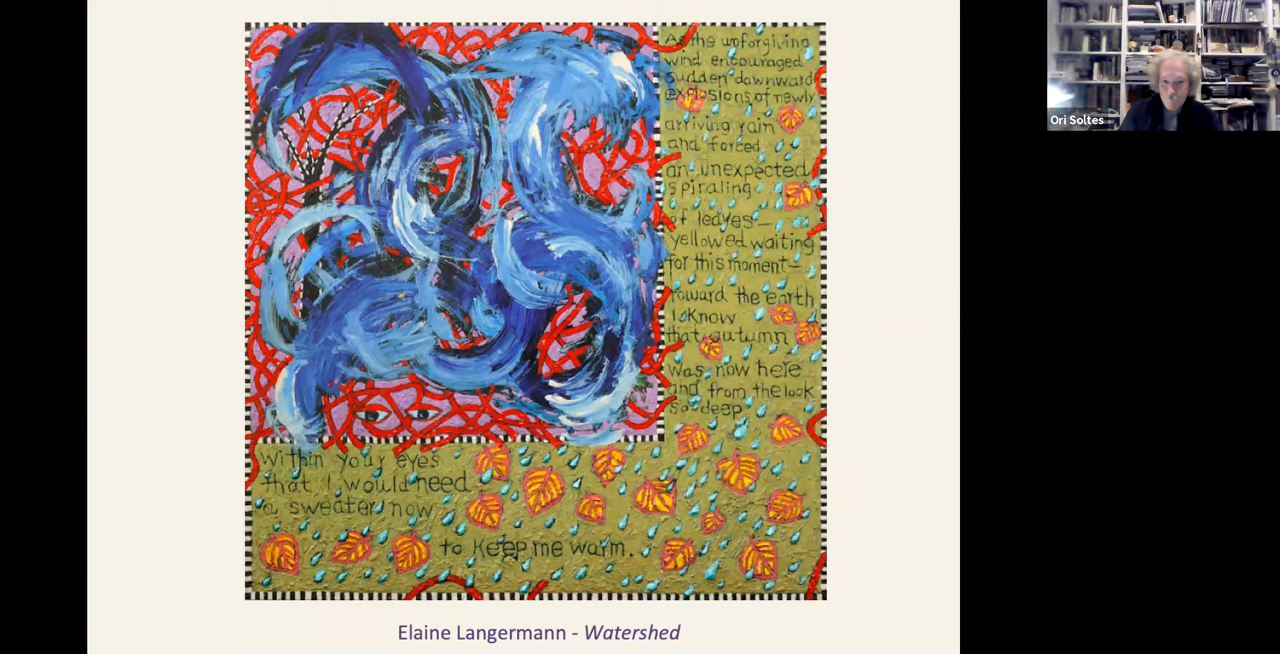 As the unforgiving
wind encouraged
sudden downward
explosions of newly
arriving rain
and forced
an unexpected
spiraling
of leaves—
yellowed waiting
for this moment—
toward the earth
I know
that autumn
was now here
and from the look
so deep
within your eyes
that I would need
a sweater now
to keep me warm.
Elaine Langermann - Watershed
Ori Soltes